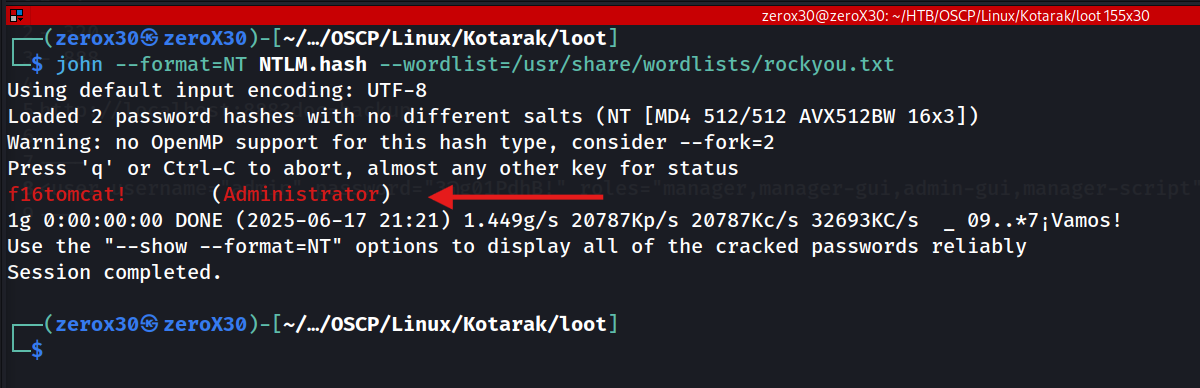 zerox30@zeroX30: ~/HTB/OSCP/Linux/Kotarak/loot 155x30
┌──(zerox30㉿zeroX30)-[~/…/OSCP/Linux/Kotarak/loot]
└─$ john --format=NT NTLM.hash --wordlist=/usr/share/wordlists/rockyou.txt
Using default input encoding: UTF-8
Loaded 2 password hashes with no different salts (NT [MD4 512/512 AVX512BW 16x3])
Warning: no OpenMP support for this hash type, consider --fork=2
Press 'q' or Ctrl-C to abort, almost any other key for status
f16tomcat! (Administrator)
1g 0:00:00:00 DONE (2025-06-17 21:21) 1.449g/s 20787Kp/s 20787Kc/s 32693KC/s _ 09..*7¡Vamos!
Use the "--show --format=NT" options to display all of the cracked passwords reliably
Session completed.
┌──(zerox30㉿zeroX30)-[~/…/OSCP/Linux/Kotarak/loot]
└─$